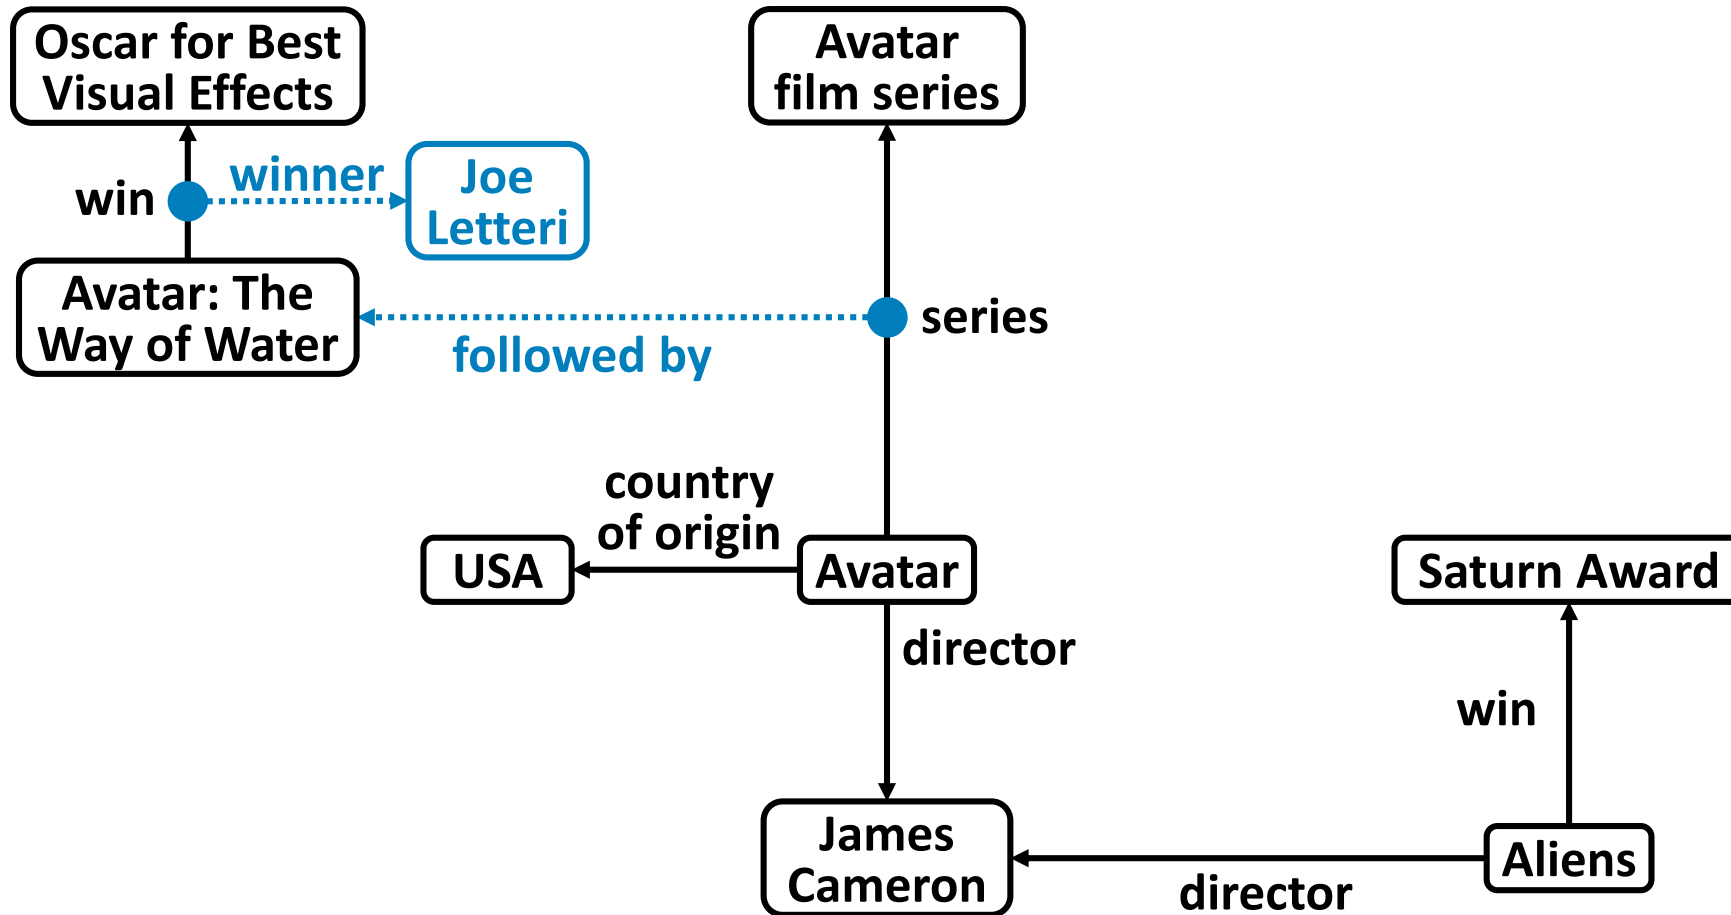 Oscar for Best
Visual Effects
Avatar
film series
win
winner
Joe
Letteri
Avatar: The
Way of Water
followed by
series
country
of origin
USA
Avatar
Saturn Award
director
win
James
Cameron
Aliens
director